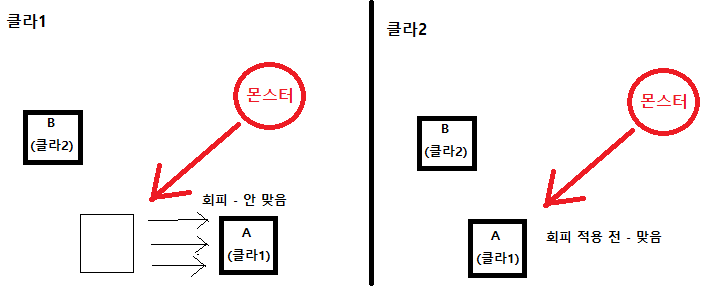 클라1
몬스터
B
(클라2)
회피 - 안 맞음
A
(클라1)
클라2
몬스터
B
(클라2)
A
(클라1)
회피 적용 전 - 맞음